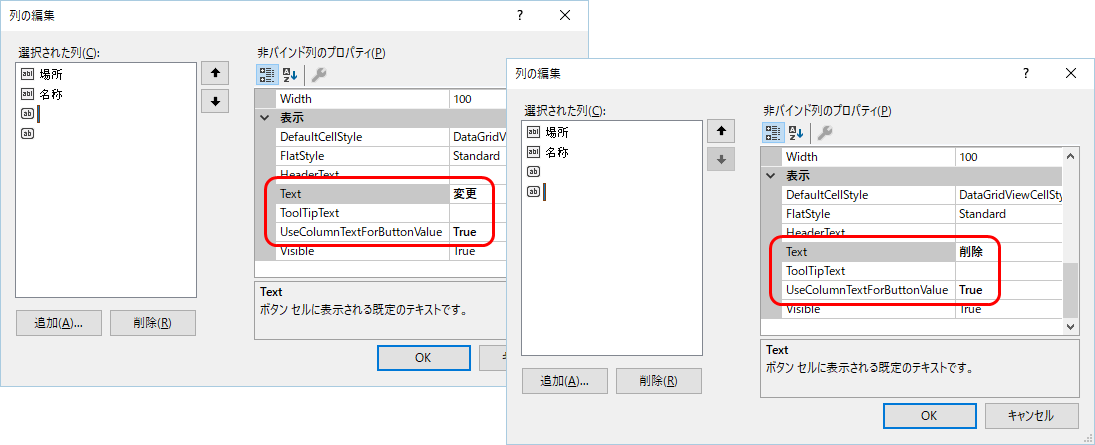 列の編集
?
選択された列(C):
場所
名称
追加(A)...
削除(R)
非バインド列のプロパティ(P)
Width 100
表示
DefaultCellStyle DataGridV
FlatStyle Standard
HeaderText
Text 変更
ToolTipText
UseColumnTextForButtonValue True
Visible True
Text
ボタン セルに表示される既定のテキストです。
OK
列の編集
?
選択された列(C):
場所
名称
追加(A)...
削除(R)
非バインド列のプロパティ(P)
Width 100
表示
DefaultCellStyle DataGridViewCellSty
FlatStyle Standard
HeaderText
Text 削除
ToolTipText
UseColumnTextForButtonValue True
Visible True
Text
ボタン セルに表示される既定のテキストです。
OK
キャンセル